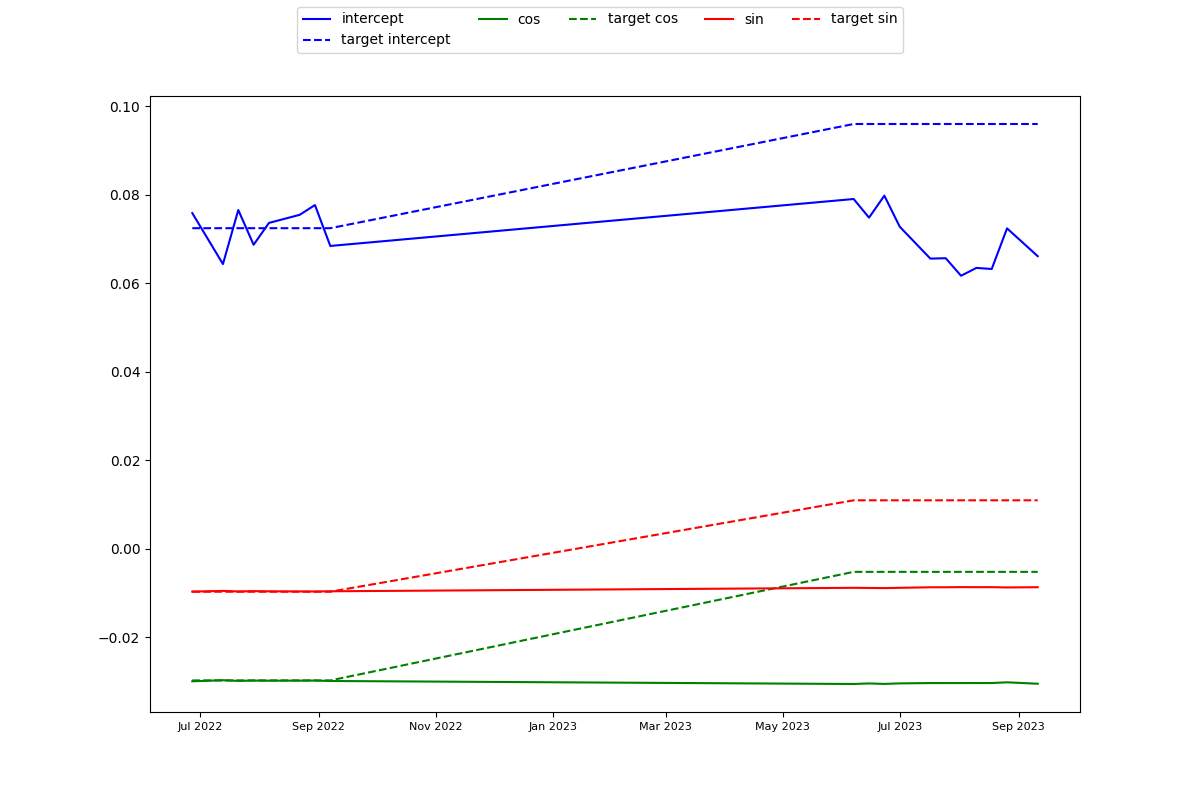 intercept cos target cos sin target sin
target intercept
0.10
0.08
0.06
0.04
0.02
0.00
−0.02
Jul 2022 Sep 2022 Nov 2022 Jan 2023 Mar 2023 May 2023 Jul 2023 Sep 2023